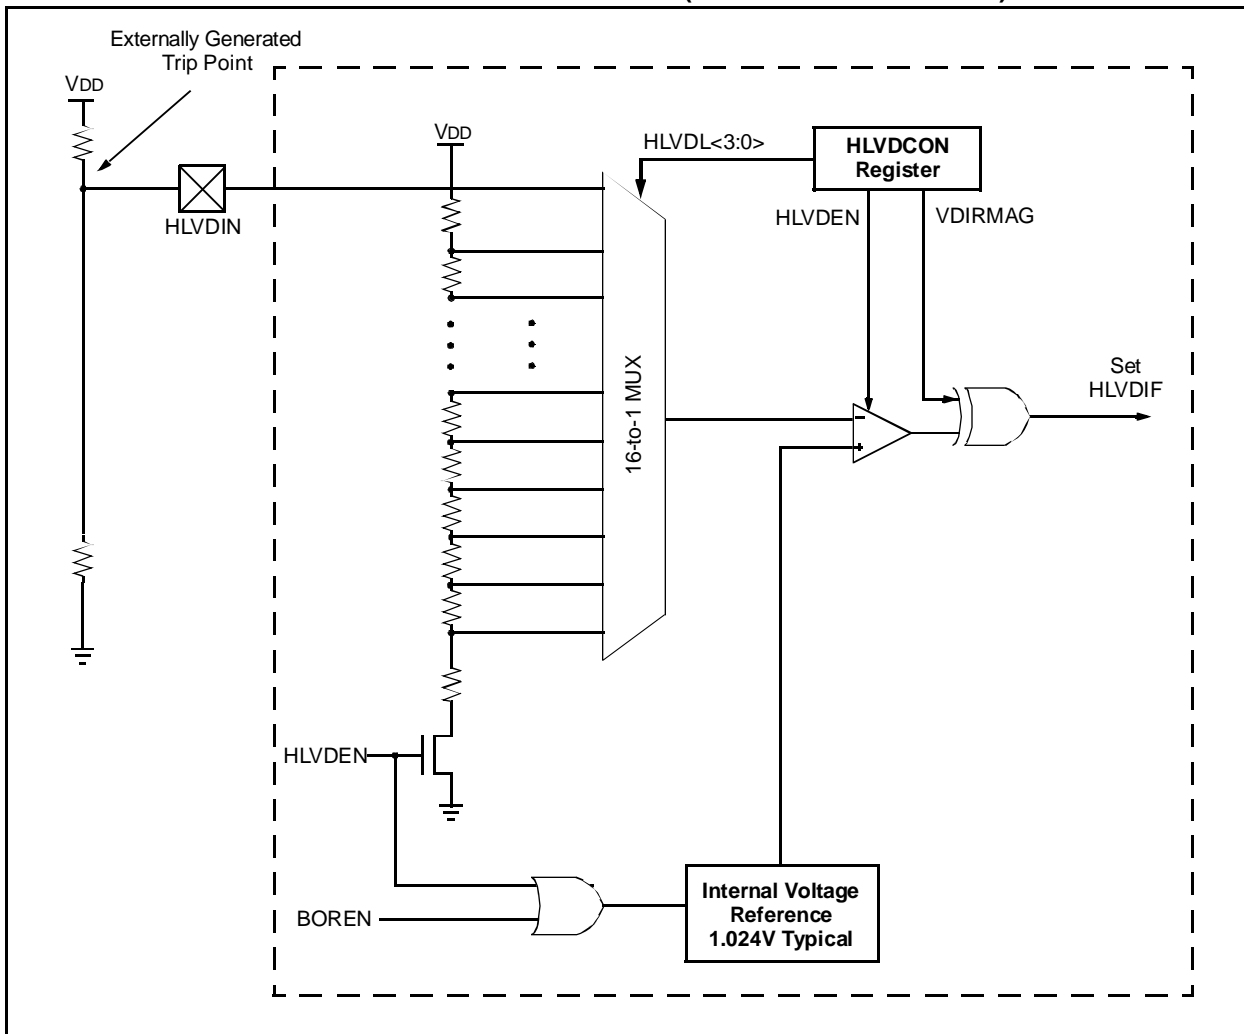 Externally Generated
Trip Point
VDD
VDD
HLVDL<3:0>
HLVDCON
Register
HLVDIN
HLVDEN
VDIRMAG
16-to-1 MUX
Set
HLVDIF
–
+
HLVDEN
BOREN
Internal Voltage
Reference
1.024V Typical